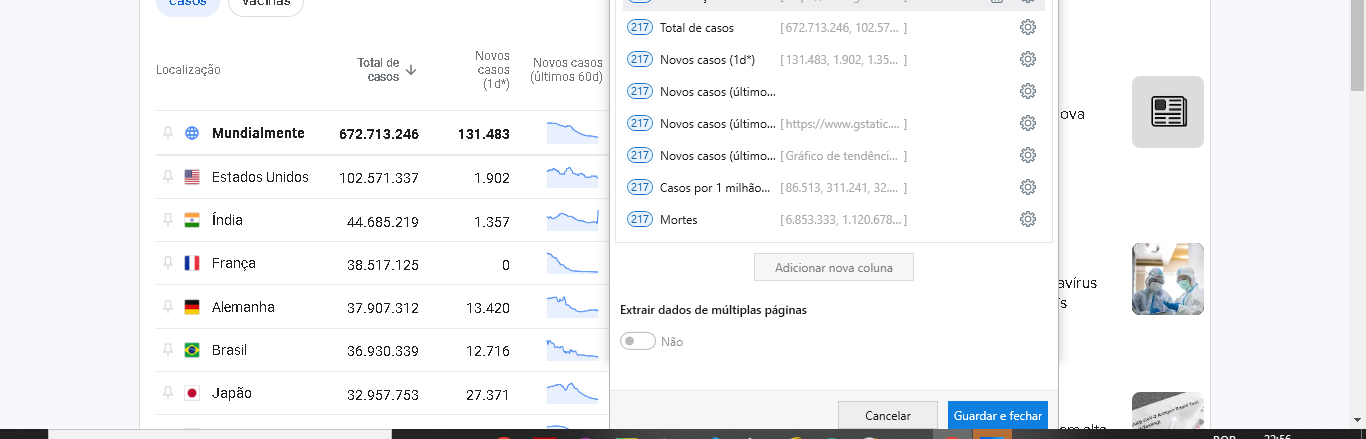 casos
vacinas
Localização
Total de
casos
Novos
casos
(1d*)
Novos casos
(últimos 60d)
Mundialmente 672.713.246 131.483
Estados Unidos 102.571.337 1.902
Índia 44.685.219 1.357
França 38.517.125 0
Alemanha 37.907.312 13.420
Brasil 36.930.339 12.716
Japão 32.957.753 27.371
217 Total de casos [672.713.246, 102.57... ]
217 Novos casos (1d*) [131.483, 1.902, 1.35... ]
217 Novos casos (último...
217 Novos casos (último... [https://www.gstatic.... ]
217 Novos casos (último... [Gráfico de tendênci... ]
217 Casos por 1 milhão... [86.513, 311.241, 32.... ]
217 Mortes [6.853.333, 1.120.678... ]
Adicionar nova coluna
Extrair dados de múltiplas páginas
Não
Cancelar
Guardar e fechar
ova
avírus